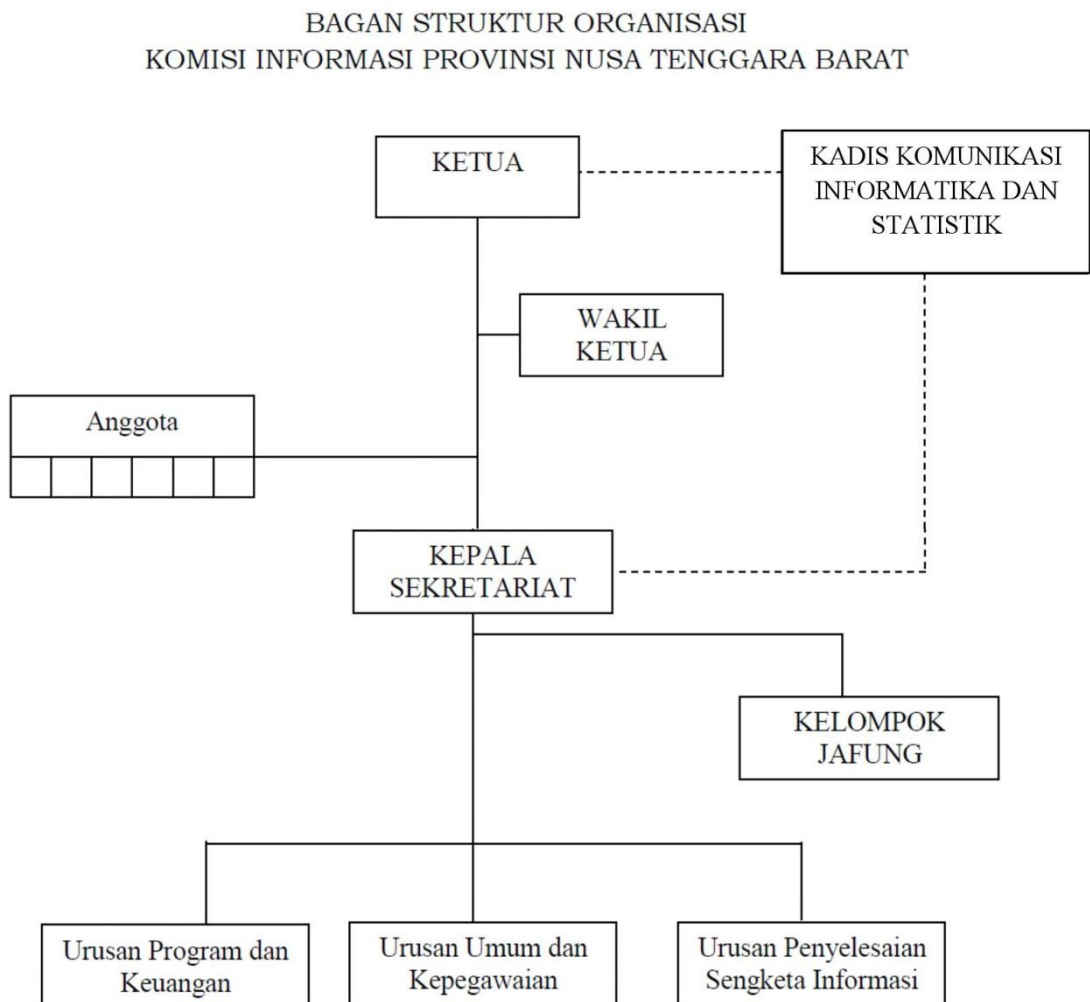 BAGAN STRUKTUR ORGANISASI
KOMISI INFORMASI PROVINSI NUSA TENGGARA BARAT
KETUA
KADIS KOMUNIKASI
INFORMATIKA DAN
STATISTIK
WAKIL
KETUA
Anggota
KEPALA
SEKRETARIAT
KELOMPOK
JAFUNG
Urusan Program dan
Keuangan
Urusan Umum dan
Kepegawaian
Urusan Penyelesaian
Sengketa Informasi